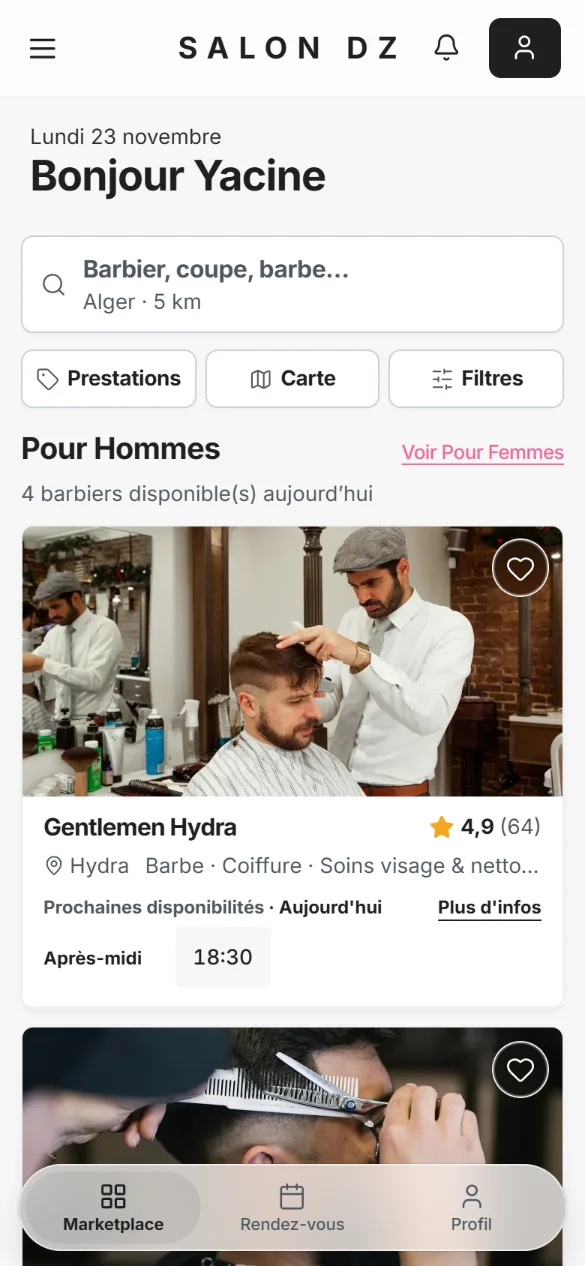 SALON DZ
Lundi 23 novembre
Bonjour Yacine
Barbier, coupe, barbe...
Alger · 5 km
Prestations Carte Filtres
Pour Hommes Voir Pour Femmes
4 barbiers disponible(s) aujourd’hui
Gentlemen Hydra 4,9 (64)
Hydra Barbe · Coiffure · Soins visage & netto...
Prochaines disponibilités · Aujourd'hui Plus d'infos
Après-midi 18:30
Marketplace Rendez-vous Profil